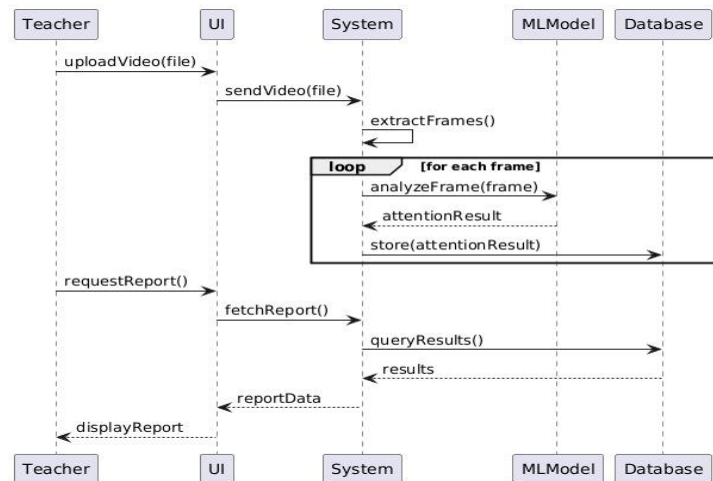 Teacher UI System MLModel Database
uploadVideo(file)
sendVideo(file)
extractFrames()
loop [for each frame]
analyzeFrame(frame)
attentionResult
store(attentionResult)
requestReport()
fetchReport()
queryResults()
results
reportData
displayReport
Teacher UI System MLModel Database